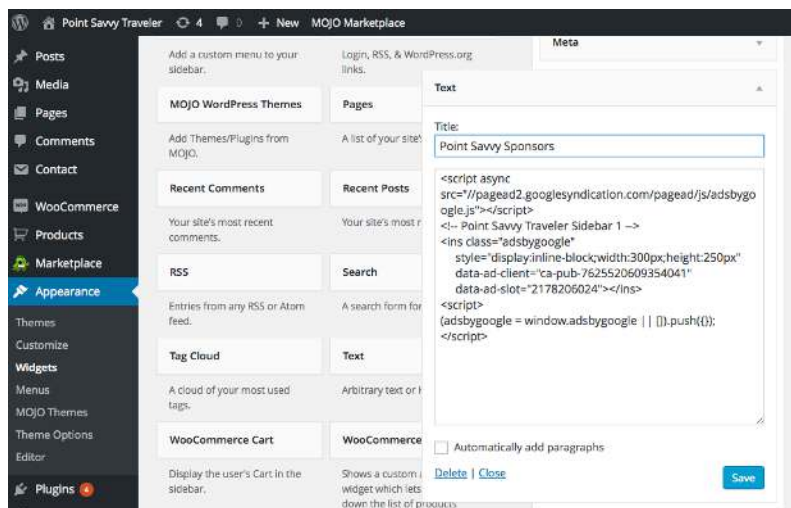 Point Savvy Traveler 4 0 + New MOJO Marketplace
Posts
Media
Pages
Comments
Contact
WooCommerce
Products
Marketplace
Appearance
Themes
Customize
Widgets
Menus
MOJO Themes
Theme Options
Editor
Plugins 4
Add a custom menu to your
sidebar.
Login, RSS, & WordPress.org
links.
MOJO WordPress Themes
Pages
Add Themes/Plugins from
MOJO.
A list of your site's
Recent Comments
Recent Posts
Your site's most recent
comments.
Your site's most r
RSS
Search
Entries from any RSS or Atom
feed.
A search form for
Tag Cloud
Text
A cloud of your most used
tags.
Arbitrary text or
WooCommerce Cart
WooCommerce
Display the user's Cart in the
sidebar.
Shows a custom
widget which lets
down the list of products
Meta
Text
Title:
Point Savvy Sponsors
<script async
src="//pagead2.googlesyndication.com/pagead/js/adsbygo
ogle.js"></script>
<!-- Point Savvy Traveler Sidebar 1 -->
<ins class="adsbygoogle"
style="display:inline-block;width:300px;height:250px"
data-ad-client="ca-pub-7625520609354041"
data-ad-slot="2178206024"></ins>
<script>
(adsbygoogle = window.adsbygoogle || []).push({});
</script>
Automatically add paragraphs
Delete | Close
Save